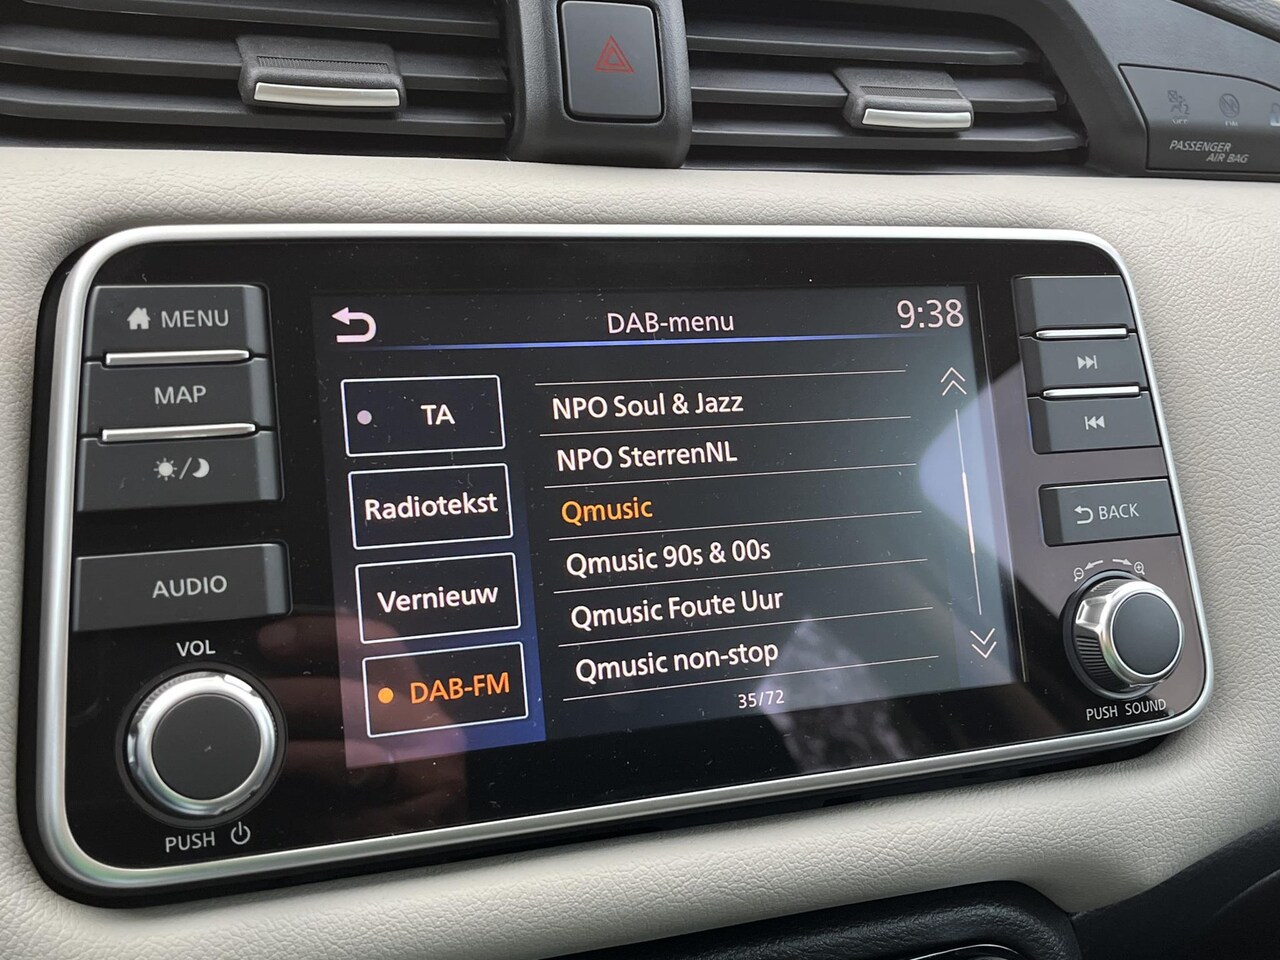 PASSENGER
AIR BAG
MENU
MAP
AUDIO
VOL
PUSH
DAB-menu
9:38
TA
Radiotekst
Vernieuw
DAB-FM
NPO Soul & Jazz
NPO SterrenNL
Qmusic
Qmusic 90s & 00s
Qmusic Foute Uur
Qmusic non-stop
35/72
BACK
PUSH SOUND